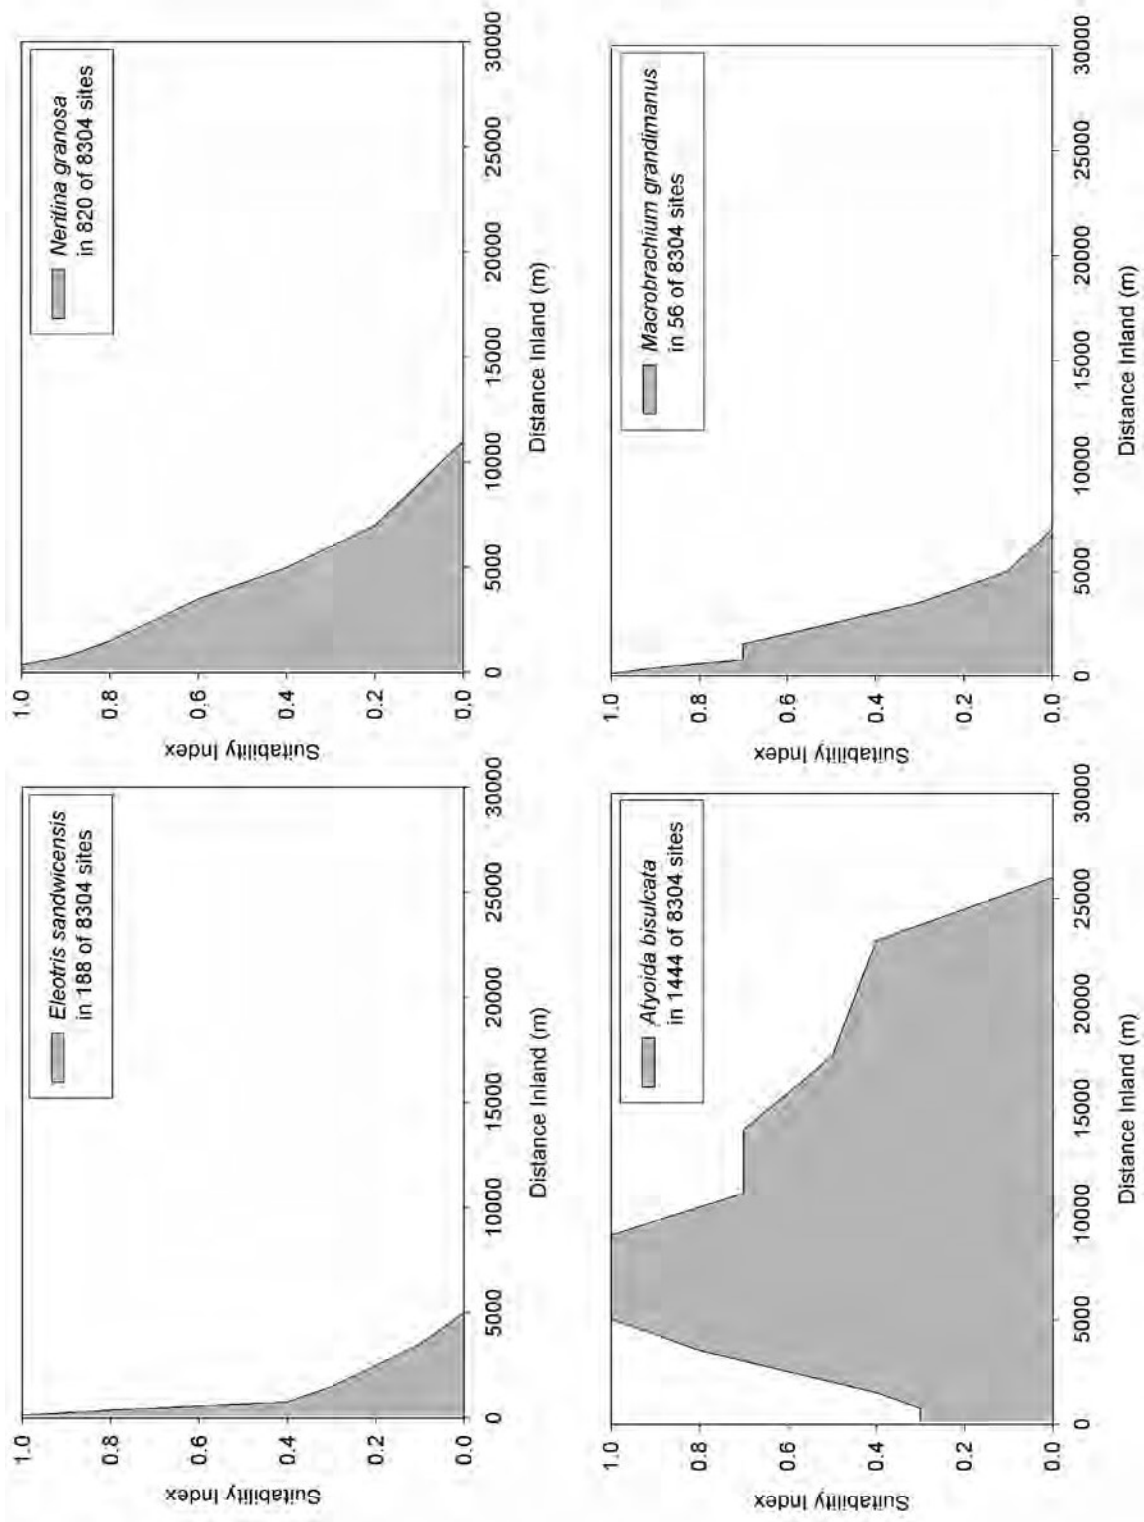 Suitability Index
1.0
0.8
0.6
0.4
0.2
0.0
Eleotris sandwicensis
in 188 of 8304 sites
0 5000 10000 15000 20000 25000 30000
Distance Inland (m)
Suitability Index
1.0
0.8
0.6
0.4
0.2
0.0
Neritina granosa
in 820 of 8304 sites
0 5000 10000 15000 20000 25000 30000
Distance Inland (m)
Suitability Index
1.0
0.8
0.6
0.4
0.2
0.0
Atyoida bisulcata
in 1444 of 8304 sites
0 5000 10000 15000 20000 25000 30000
Distance Inland (m)
Suitability Index
1.0
0.8
0.6
0.4
0.2
0.0
Macrobrachium grandimanus
in 56 of 8304 sites
0 5000 10000 15000 20000 25000 30000
Distance Inland (m)